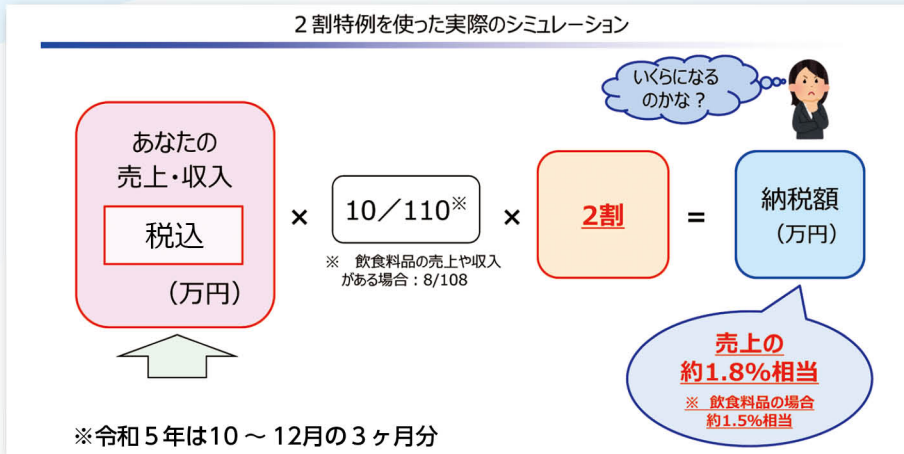 2割特例を使った実際のシミュレーション
いくらになる
のかな？
あなたの
売上・収入
税込
（万円）
×
10／110※
※　飲食料品の売上や収入
がある場合：8/108
×
2割
＝
納税額
（万円）
売上の
約1.8%相当
※　飲食料品の場合
約1.5%相当
※令和５年は10 ～ 12月の３ヶ月分